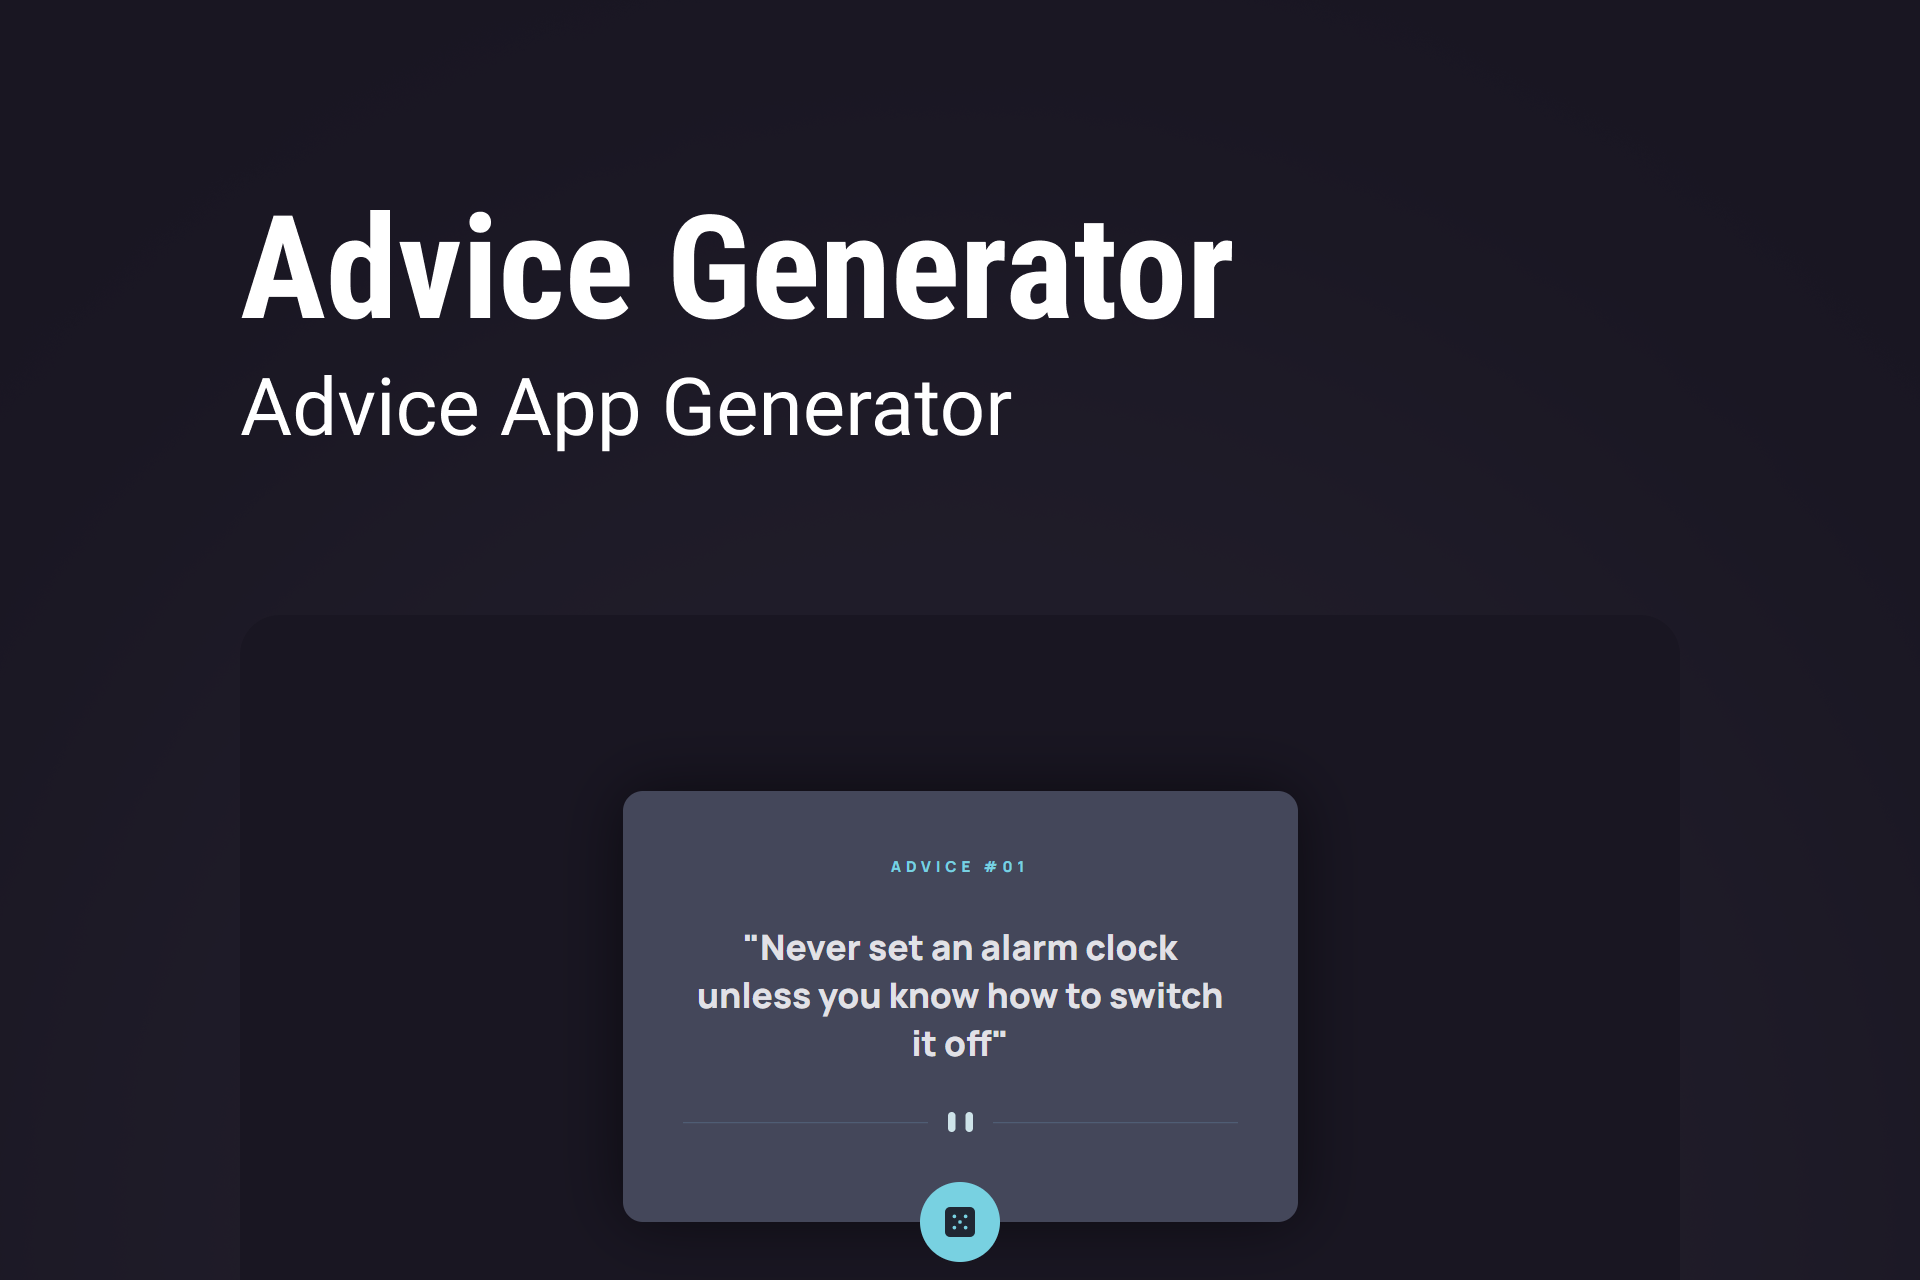 Advice Generator
Advice App Generator
ADVICE #01
"Never set an alarm clock
unless you know how to switch
it off"